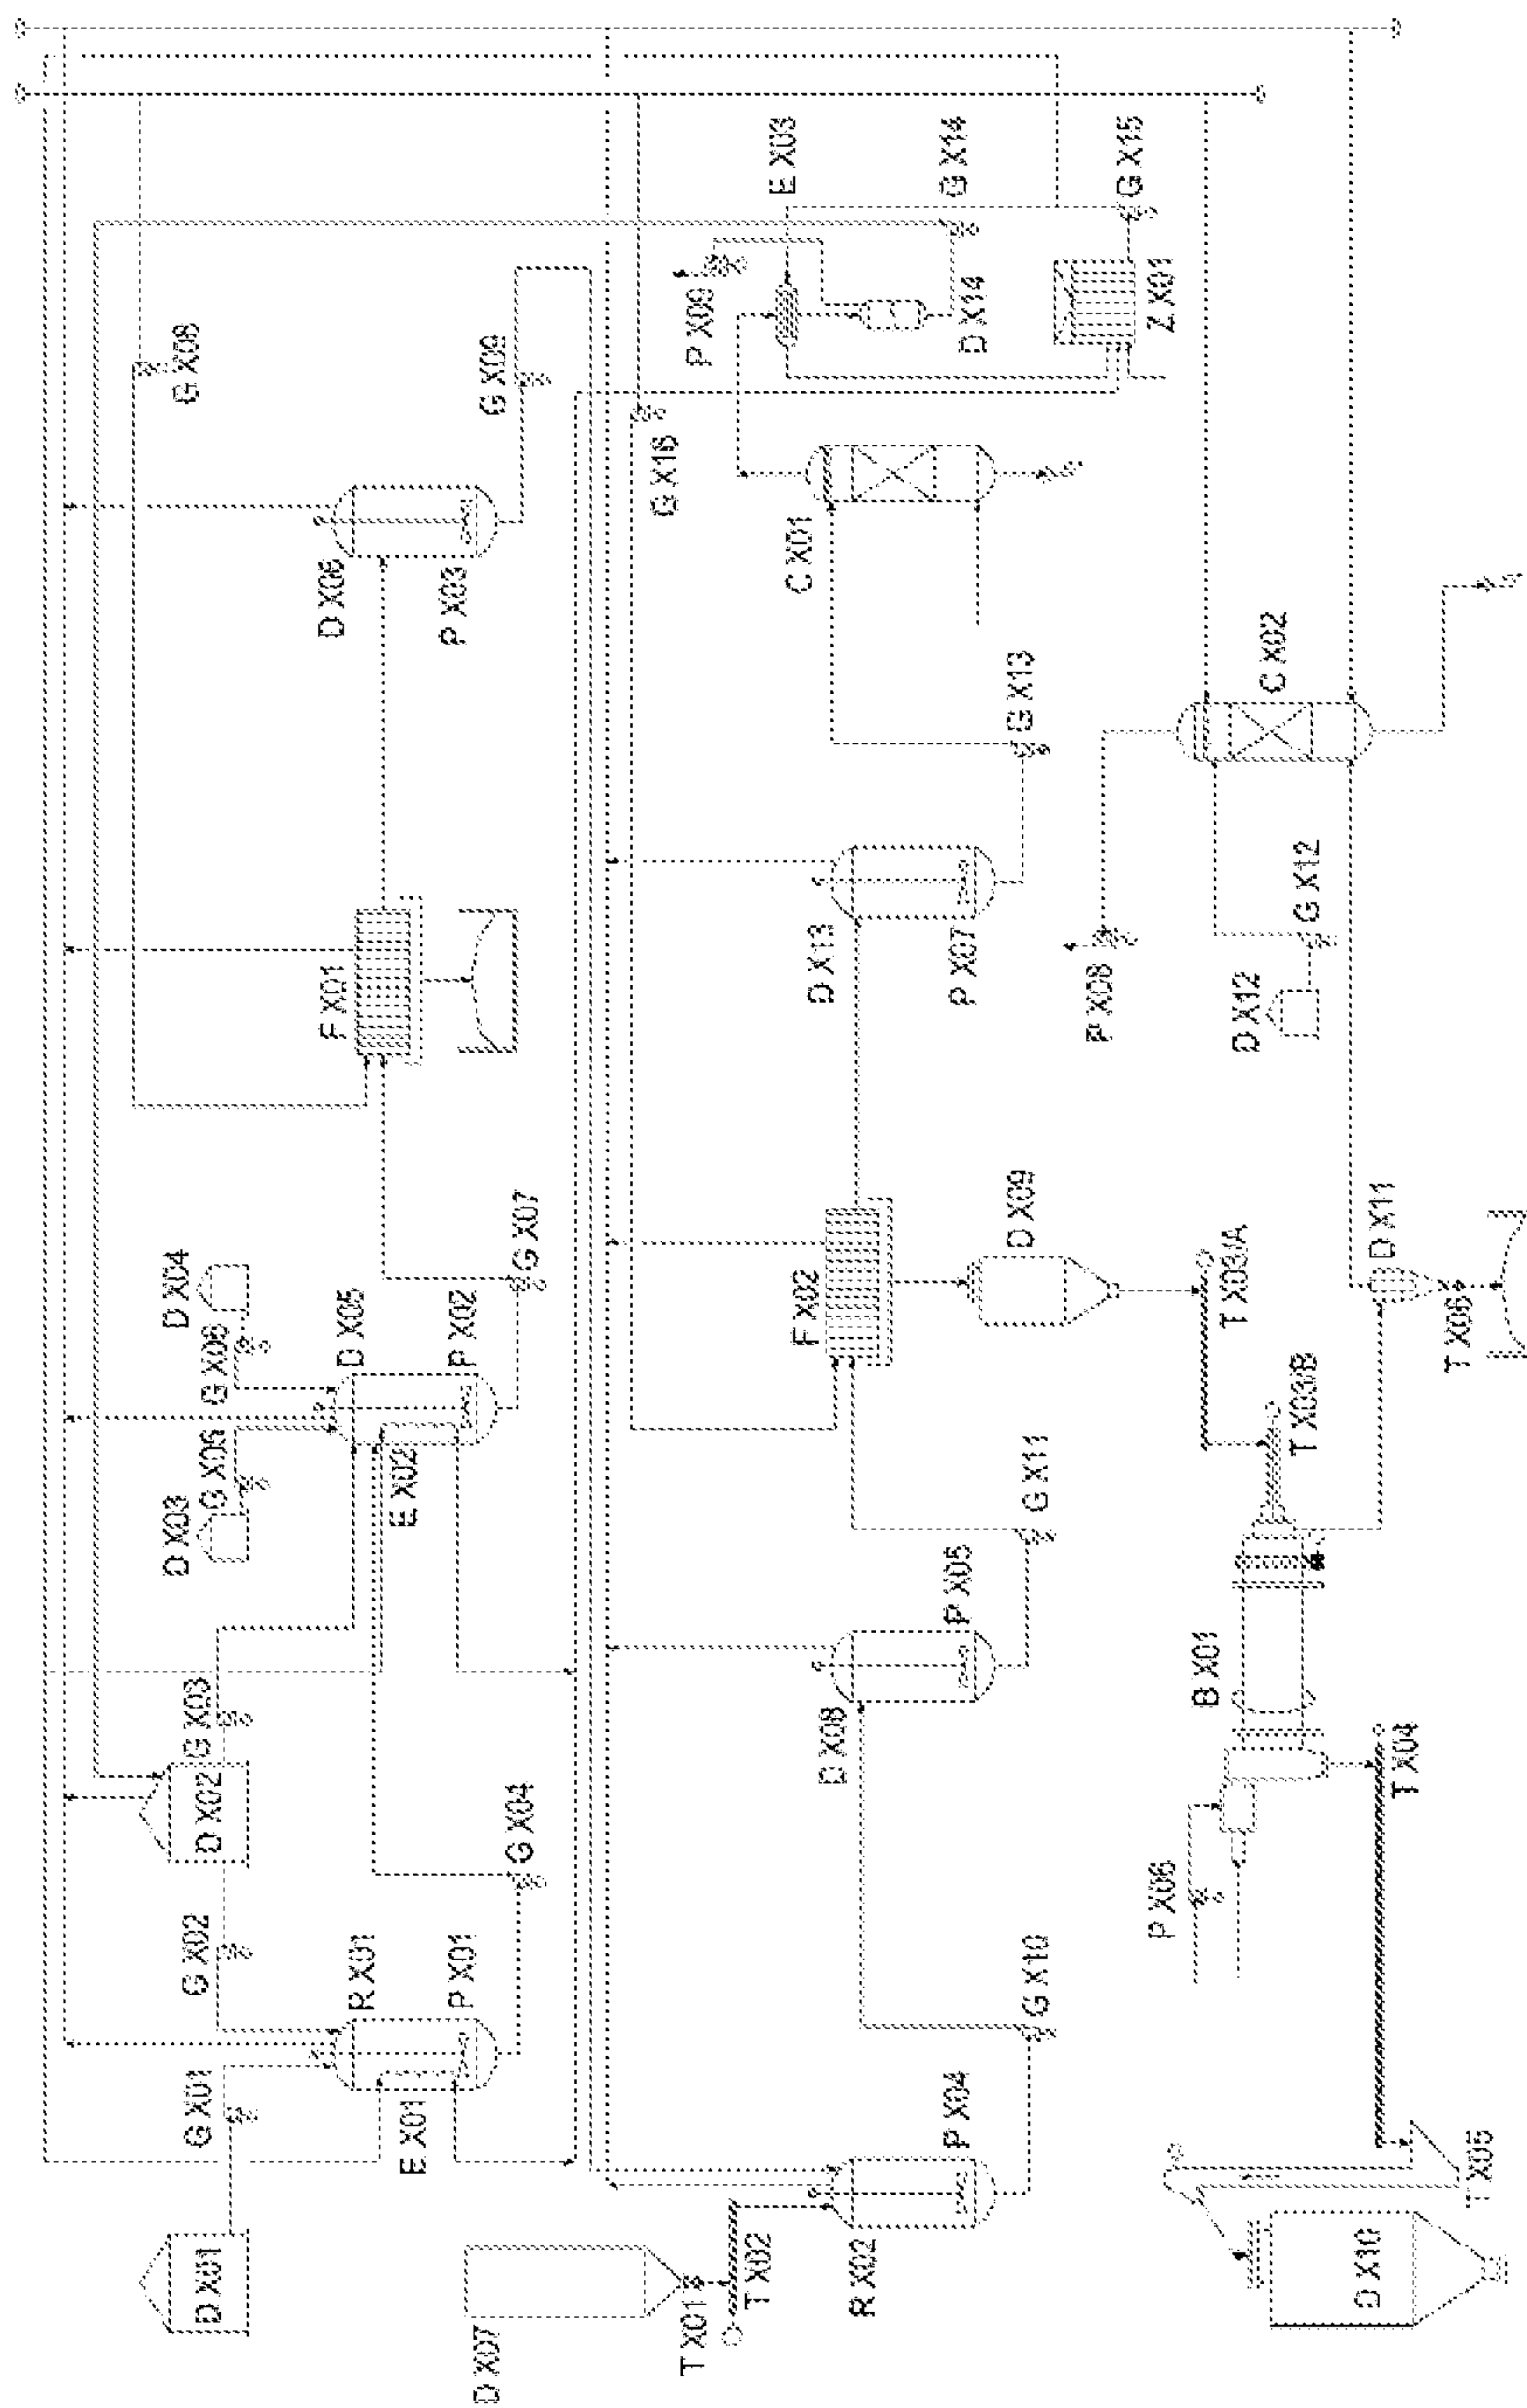 D X01
G X01
G X02
D X02
G X03
D X03
G X05
G X06
D X04
R X01
E X01
P X01
G X04
D X05
E X02
P X02
G X07
F X01
D X06
P X03
G X08
G X09
D X07
T X01
T X02
R X02
P X04
G X10
D X08
P X05
G X11
F X02
D X09
D X13
P X07
G X13
G X16
C X01
P X09
E X03
D X14
G X14
Z X01
G X15
D X10
T X05
P X06
B X01
T X04
T X03/B
T X03/A
D X11
T X06
P X08
D X12
G X12
C X02